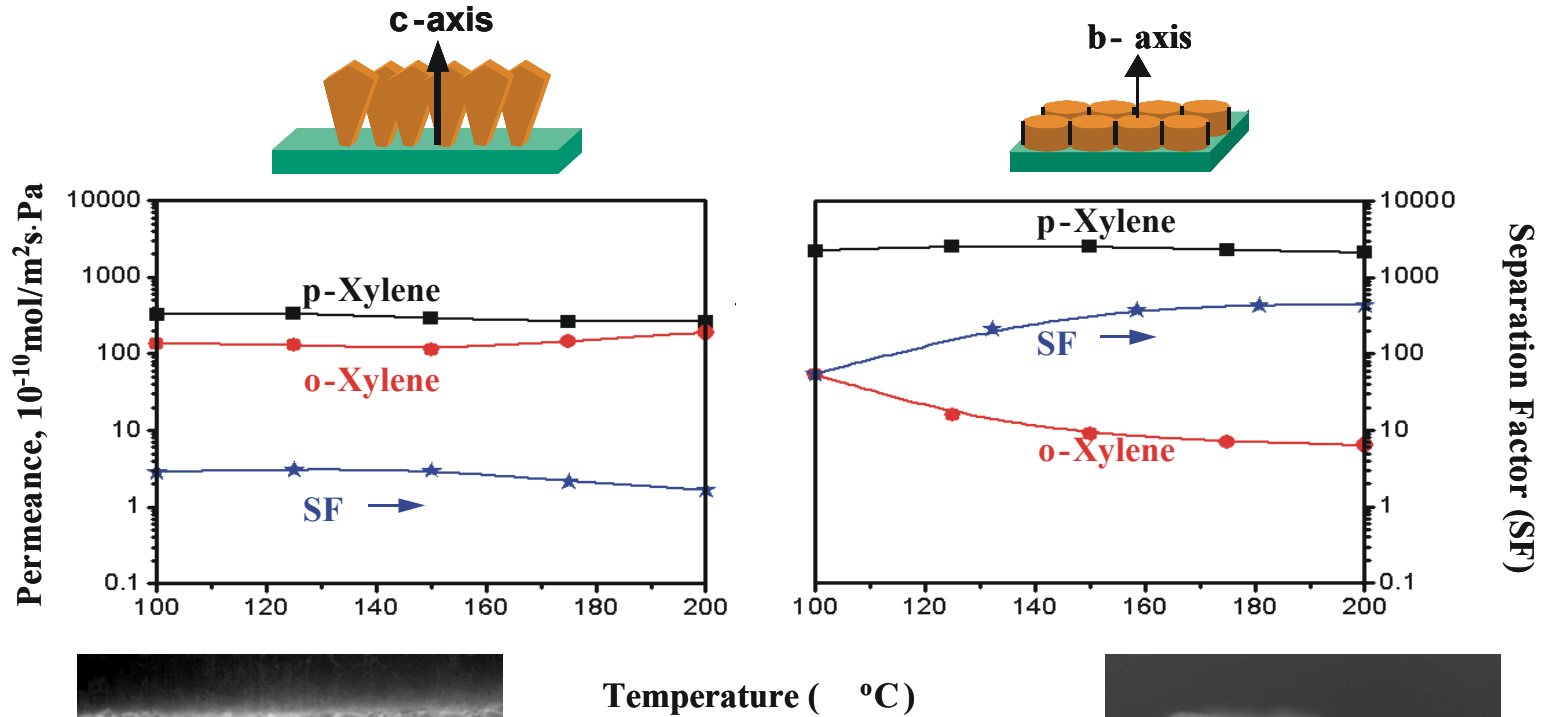 c-axis
b- axis
Permeance, 10⁻¹⁰mol/m²s·Pa
10000
1000
100
10
1
0.1
p-Xylene
o-Xylene
SF
100 120 140 160 180 200
p-Xylene
SF
o-Xylene
10000
1000
100
10
1
0.1
100 120 140 160 180 200
Separation Factor (SF)
Temperature ( ᵒC)